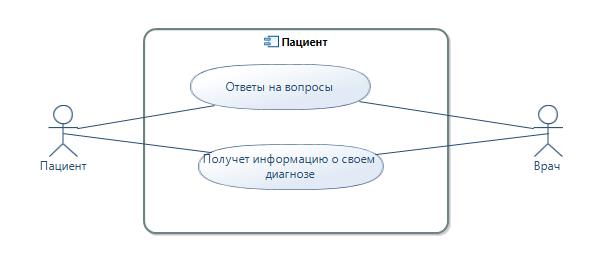 Пациент
Ответы на вопросы
Пациент
Врач
Получет информацию о своем
диагнозе